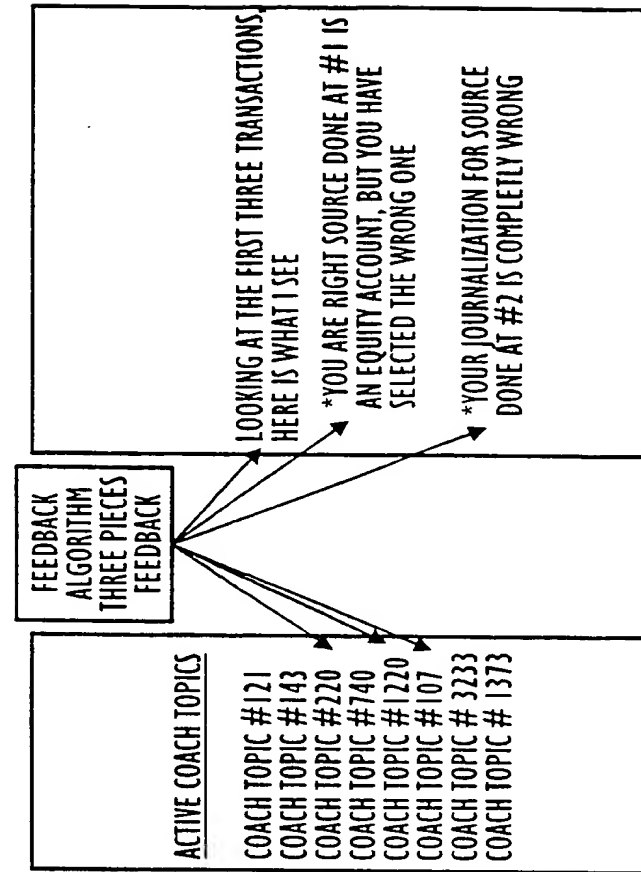 FEEDBACK
ALGORITHM
THREE PIECES
FEEDBACK
ACTIVE COACH TOPICS
COACH TOPIC #121
COACH TOPIC #143
COACH TOPIC #220
COACH TOPIC #740
COACH TOPIC #1220
COACH TOPIC #107
COACH TOPIC # 3233
COACH TOPIC # 1373
LOOKING AT THE FIRST THREE TRANSACTIONS,
HERE IS WHAT I SEE
*YOU ARE RIGHT SOURCE DONE AT #1 IS
AN EQUITY ACCOUNT, BUT YOU HAVE
SELECTED THE WRONG ONE
*YOUR JOURNALIZATION FOR SOURCE
DONE AT #2 IS COMPLETLY WRONG